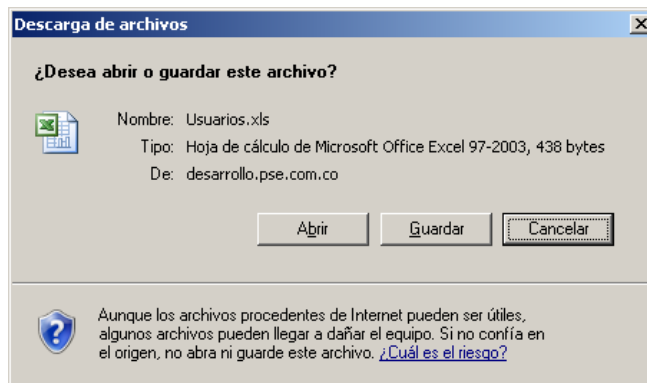 Descarga de archivos
¿Desea abrir o guardar este archivo?
Nombre: Usuarios.xls
Tipo: Hoja de cálculo de Microsoft Office Excel 97-2003, 438 bytes
De: desarrollo.pse.com.co
Abrir Guardar Cancelar
Aunque los archivos procedentes de Internet pueden ser útiles,
algunos archivos pueden llegar a dañar el equipo. Si no confía en
el origen, no abra ni guarde este archivo. ¿Cuál es el riesgo?